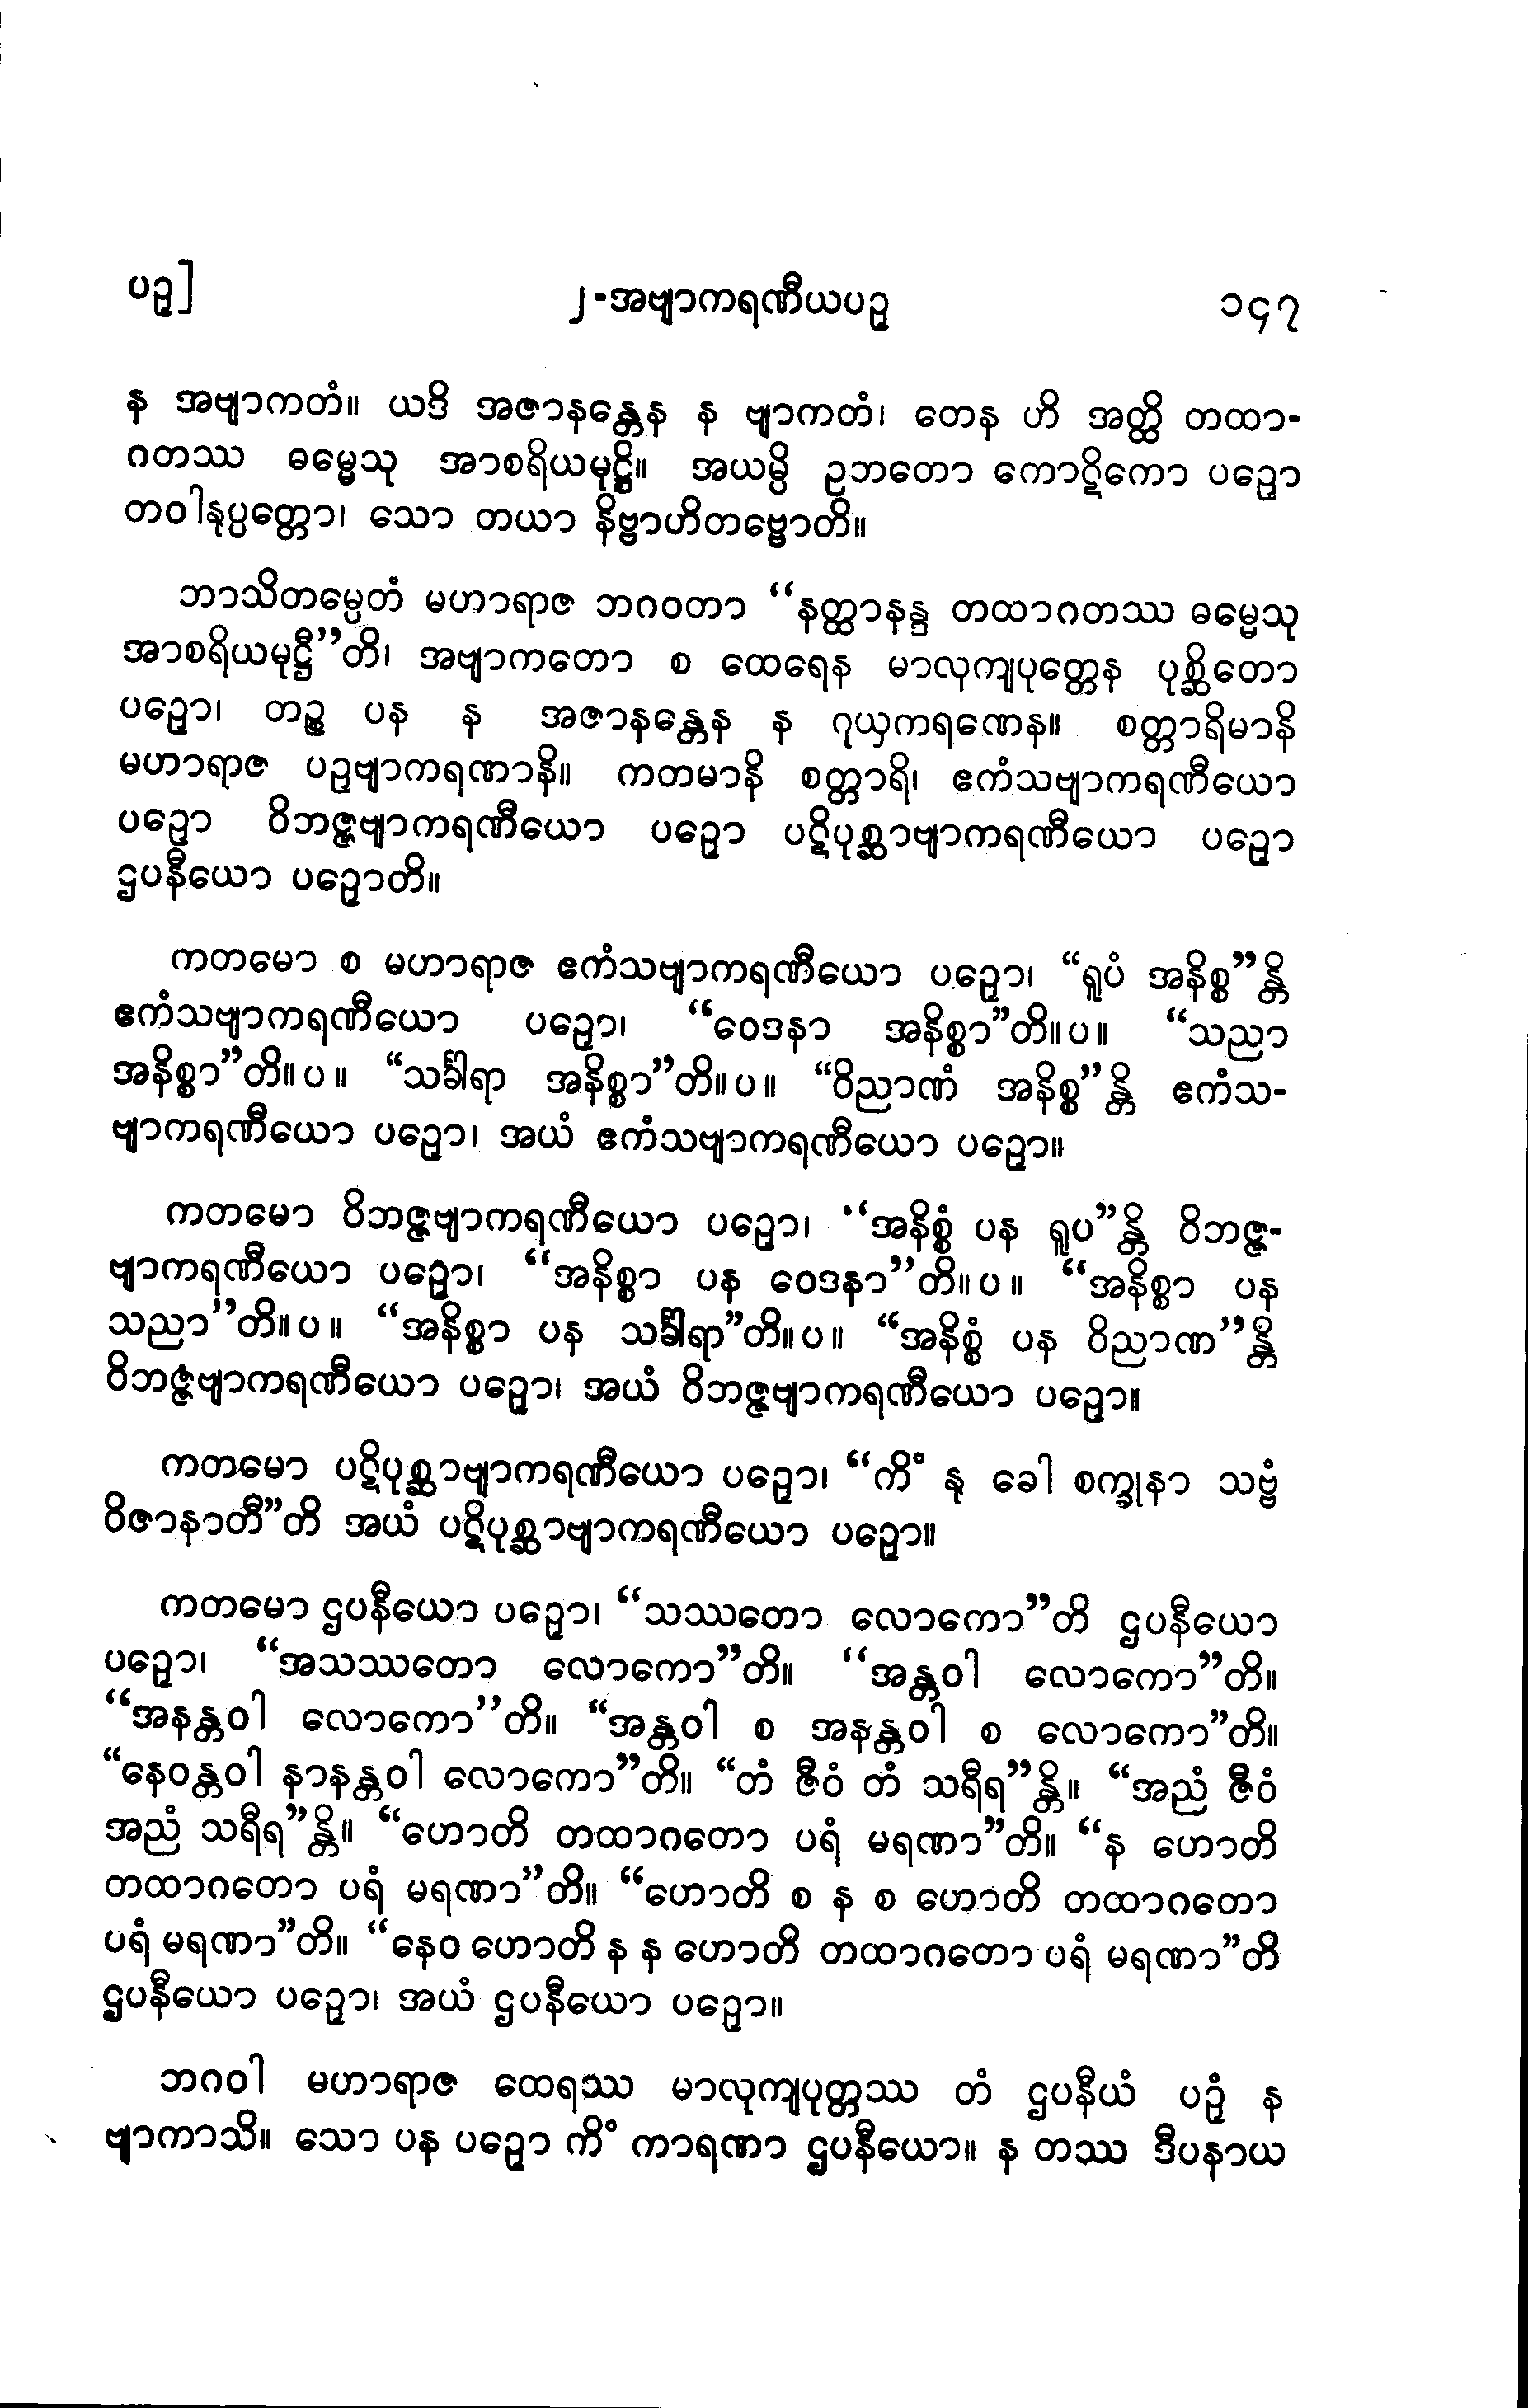 ပဉှ]
၂-အဗျာကရဏီယပဉှ
၁၄၇
န အဗျာကတံ။ ယဒိ အဇာနန္တေန န ဗျာကတံ၊ တေန ဟိ အတ္ထိ တထာ-
ဂတဿ ဓမ္မေသု အာစရိယမုဋ္ဌိ။ အယမ္ပိ ဥဘတော ကောဋိကော ပဉှော
တဝါနုပ္ပတ္တော၊ သော တယာ နိဗ္ဗာဟိတဗ္ဗောတိ။
ဘာသိတမ္ပေတံ မဟာရာဇ ဘဂဝတာ “နတ္ထာနန္ဒ တထာဂတဿ ဓမ္မေသု
အာစရိယမုဋ္ဌီ”တိ၊ အဗျာကတော စ ထေရေန မာလုကျပုတ္တေန ပုစ္ဆိတော
ပဉှော၊ တဉ္စ ပန န အဇာနန္တေန န ဂုယှကရဏေန။ စတ္တာရိမာနိ
မဟာရာဇ ပဉှဗျာကရဏာနိ။ ကတမာနိ စတ္တာရိ၊ ဧကံသဗျာကရဏီယော
ပဉှော ဝိဘဇ္ဇဗျာကရဏီယော ပဉှော ပဋိပုစ္ဆာဗျာကရဏီယော ပဉှော
ဌပနီယော ပဉှောတိ။
ကတမော စ မဟာရာဇ ဧကံသဗျာကရဏီယော ပဉှော၊ “ရူပံ အနိစ္စ”န္တိ
ဧကံသဗျာကရဏီယော ပဉှော၊ “ဝေဒနာ အနိစ္စာ”တိ။ပ။ “သညာ
အနိစ္စာ”တိ။ပ။ “သင်္ခါရာ အနိစ္စာ”တိ။ပ။ “ဝိညာဏံ အနိစ္စ”န္တိ ဧကံသ-
ဗျာကရဏီယော ပဉှော၊ အယံ ဧကံသဗျာကရဏီယော ပဉှော။
ကတမော ဝိဘဇ္ဇဗျာကရဏီယော ပဉှော၊ “အနိစ္စံ ပန ရူပ”န္တိ ဝိဘဇ္ဇ-
ဗျာကရဏီယော ပဉှော၊ “အနိစ္စာ ပန ဝေဒနာ”တိ။ပ။ “အနိစ္စာ ပန
သညာ”တိ။ပ။ “အနိစ္စာ ပန သင်္ခါရာ”တိ။ပ။ “အနိစ္စံ ပန ဝိညာဏ”န္တိ
ဝိဘဇ္ဇဗျာကရဏီယော ပဉှော၊ အယံ ဝိဘဇ္ဇဗျာကရဏီယော ပဉှော။
ကတမော ပဋိပုစ္ဆာဗျာကရဏီယော ပဉှော၊ “ကိံ နု ခေါ စက္ခုနာ သဗ္ဗံ
ဝိဇာနာတီ”တိ အယံ ပဋိပုစ္ဆာဗျာကရဏီယော ပဉှော။
ကတမော ဌပနီယော ပဉှော၊ “သဿတော လောကော”တိ ဌပနီယော
ပဉှော၊ “အသဿတော လောကော”တိ။ “အန္တဝါ လောကော”တိ။
“အနန္တဝါ လောကော”တိ။ “အန္တဝါ စ အနန္တဝါ စ လောကော”တိ။
“နေဝန္တဝါ နာနန္တဝါ လောကော”တိ။ “တံ ဇီဝံ တံ သရီရ”န္တိ။ “အညံ ဇီဝံ
အညံ သရီရ”န္တိ။ “ဟောတိ တထာဂတော ပရံ မရဏာ”တိ။ “န ဟောတိ
တထာဂတော ပရံ မရဏာ”တိ။ “ဟောတိ စ န စ ဟောတိ တထာဂတော
ပရံ မရဏာ”တိ။ “နေဝ ဟောတိ န န ဟောတိ တထာဂတော ပရံ မရဏာ”တိ
ဌပနီယော ပဉှော၊ အယံ ဌပနီယော ပဉှော။
ဘဂဝါ မဟာရာဇ ထေရဿ မာလုကျပုတ္တဿ တံ ဌပနီယံ ပဉှံ န
ဗျာကာသိ။ သော ပန ပဉှော ကိံ ကာရဏာ ဌပနီယော။ န တဿ ဒီပနာယ